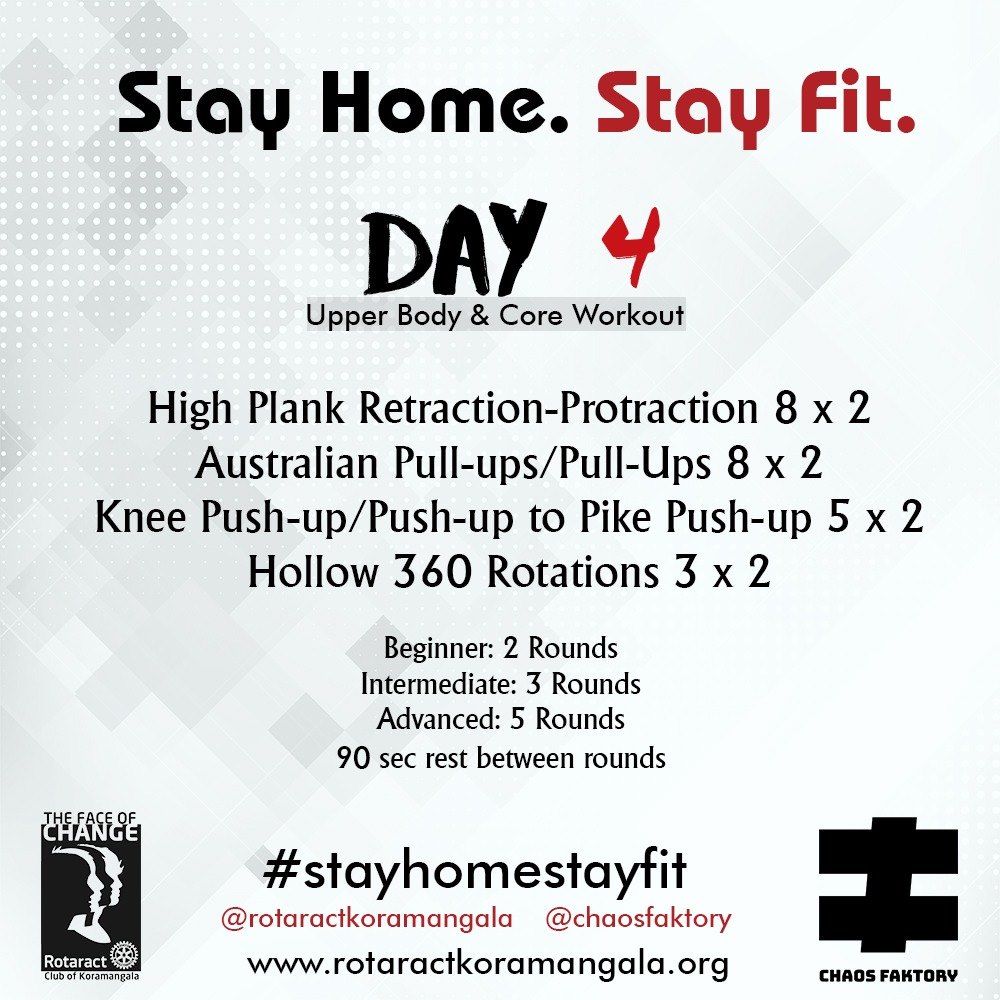 Stay Home. Stay Fit.
DAY 4
Upper Body & Core Workout
High Plank Retraction-Protraction 8 x 2
Australian Pull-ups/Pull-Ups 8 x 2
Knee Push-up/Push-up to Pike Push-up 5 x 2
Hollow 360 Rotations 3 x 2
Beginner: 2 Rounds
Intermediate: 3 Rounds
Advanced: 5 Rounds
90 sec rest between rounds
THE FACE OF
CHANGE
Rotaract
Club of Koramangala
#stayhomestayfit
@rotaractkoramangala @chaosfaktory
www.rotaractkoramangala.org
CHAOS FAKTORY